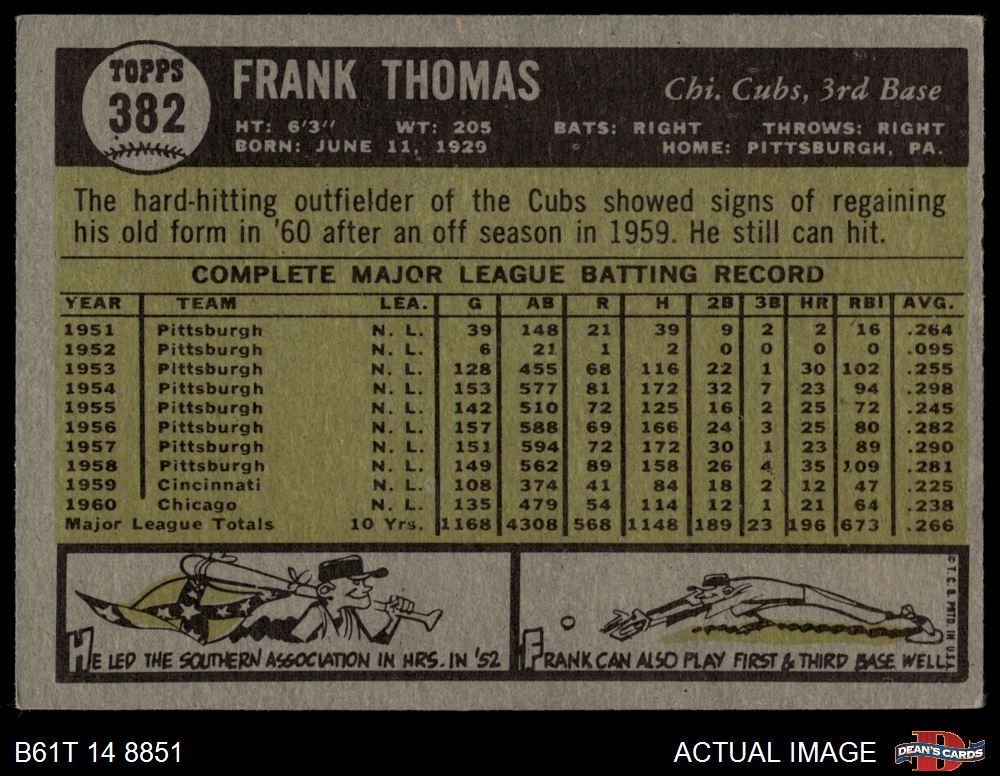 TOPPS
382
FRANK THOMAS
Chi. Cubs, 3rd Base
HT: 6'3" WT: 205 BATS: RIGHT THROWS: RIGHT
BORN: JUNE 11, 1929 HOME: PITTSBURGH, PA.
The hard-hitting outfielder of the Cubs showed signs of regaining
his old form in '60 after an off season in 1959. He still can hit.
COMPLETE MAJOR LEAGUE BATTING RECORD
YEAR TEAM LEA. G AB R H 2B 3B HR RBI AVG.
1951 Pittsburgh N. L. 39 148 21 39 9 2 2 16 .264
1952 Pittsburgh N. L. 6 21 1 2 0 0 0 0 .095
1953 Pittsburgh N. L. 128 455 68 116 22 1 30 102 .255
1954 Pittsburgh N. L. 153 577 81 172 32 7 23 94 .298
1955 Pittsburgh N. L. 142 510 72 125 16 2 25 72 .245
1956 Pittsburgh N. L. 157 588 69 166 24 3 25 80 .282
1957 Pittsburgh N. L. 151 594 72 172 30 1 23 89 .290
1958 Pittsburgh N. L. 149 562 89 158 26 4 35 109 .281
1959 Cincinnati N. L. 108 374 41 84 18 2 12 47 .225
1960 Chicago N. L. 135 479 54 114 12 1 21 64 .238
Major League Totals 10 Yrs. 1168 4308 568 1148 189 23 196 673 .266
HE LED THE SOUTHERN ASSOCIATION IN HRS. IN '52
FRANK CAN ALSO PLAY FIRST & THIRD BASE WELL.
© T. C. G. PRTD. IN U.S.A.
B61T 14 8851
ACTUAL IMAGE
DEAN'S CARDS